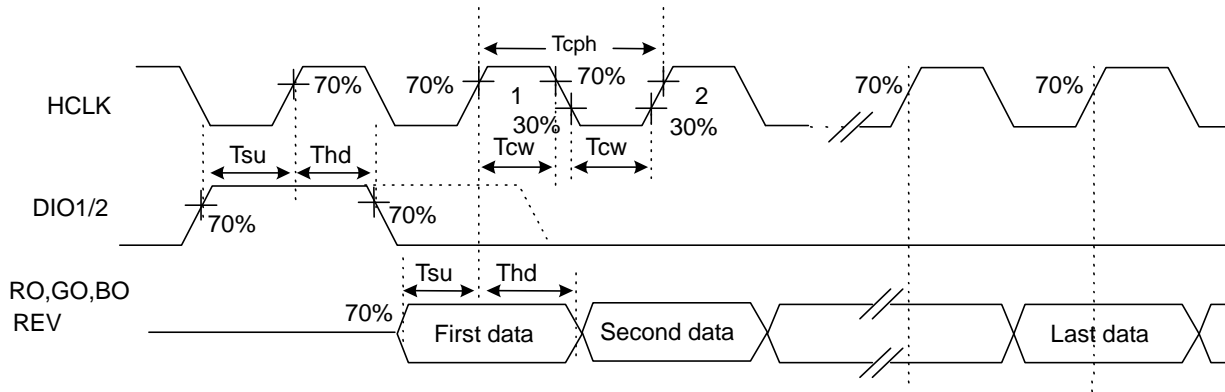 Tcph
HCLK
70%
70%
1
70%
30%
2
30%
70%
70%
Tsu
Thd
Tcw
Tcw
DIO1/2
70%
70%
RO,GO,BO
REV
70%
Tsu
Thd
First data
Second data
Last data